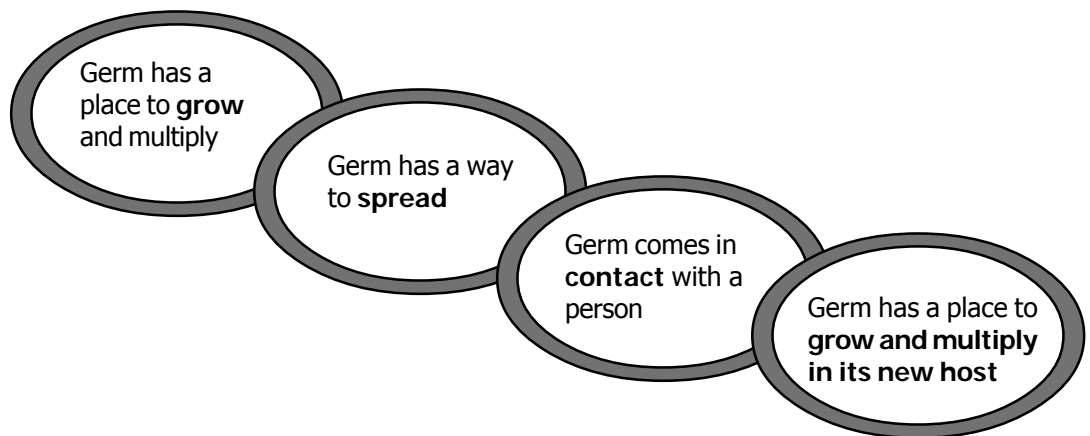 Germ has a
place to grow
and multiply
Germ has a way
to spread
Germ comes in
contact with a
person
Germ has a place to
grow and multiply
in its new host